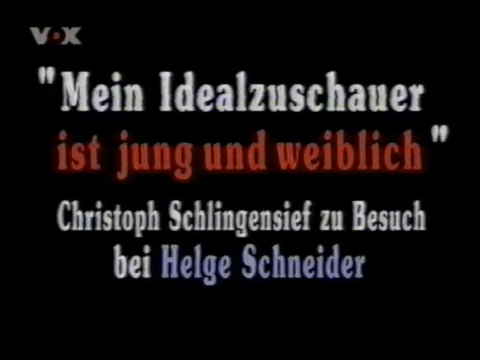 VOX
"Mein Idealzuschauer
ist jung und weiblich"
Christoph Schlingensief zu Besuch
bei Helge Schneider